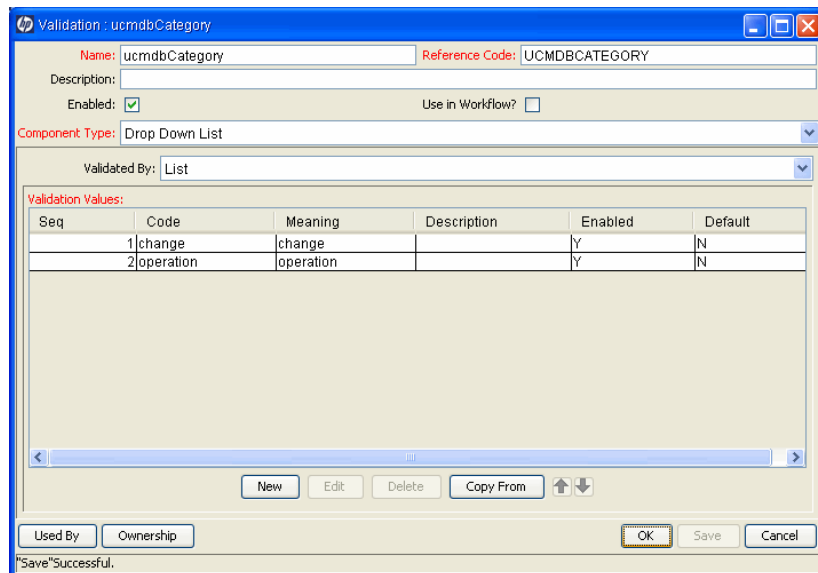 hp Validation : ucmdbCategory
Name: ucmdbCategory Reference Code: UCMDBCATEGORY
Description:
Enabled: Use in Workflow?
Component Type: Drop Down List
Validated By: List
Validation Values:
Seq Code Meaning Description Enabled Default
1 change change Y N
2 operation operation Y N
New Edit Delete Copy From
Used By Ownership OK Save Cancel
"Save"Successful.